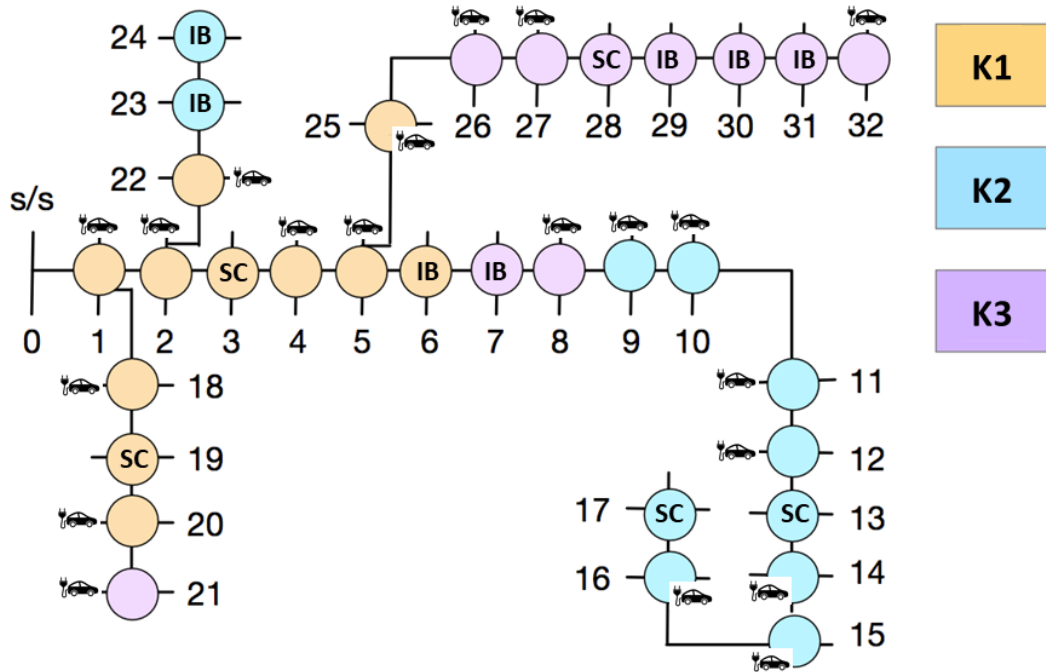 24 IB
23 IB
22
25
SC IB IB IB
26 27 28 29 30 31 32
K1
K2
K3
s/s
SC IB IB
0 1 2 3 4 5 6 7 8 9 10
18
SC 19
20
21
11
12
17 SC
SC 13
16
14
15